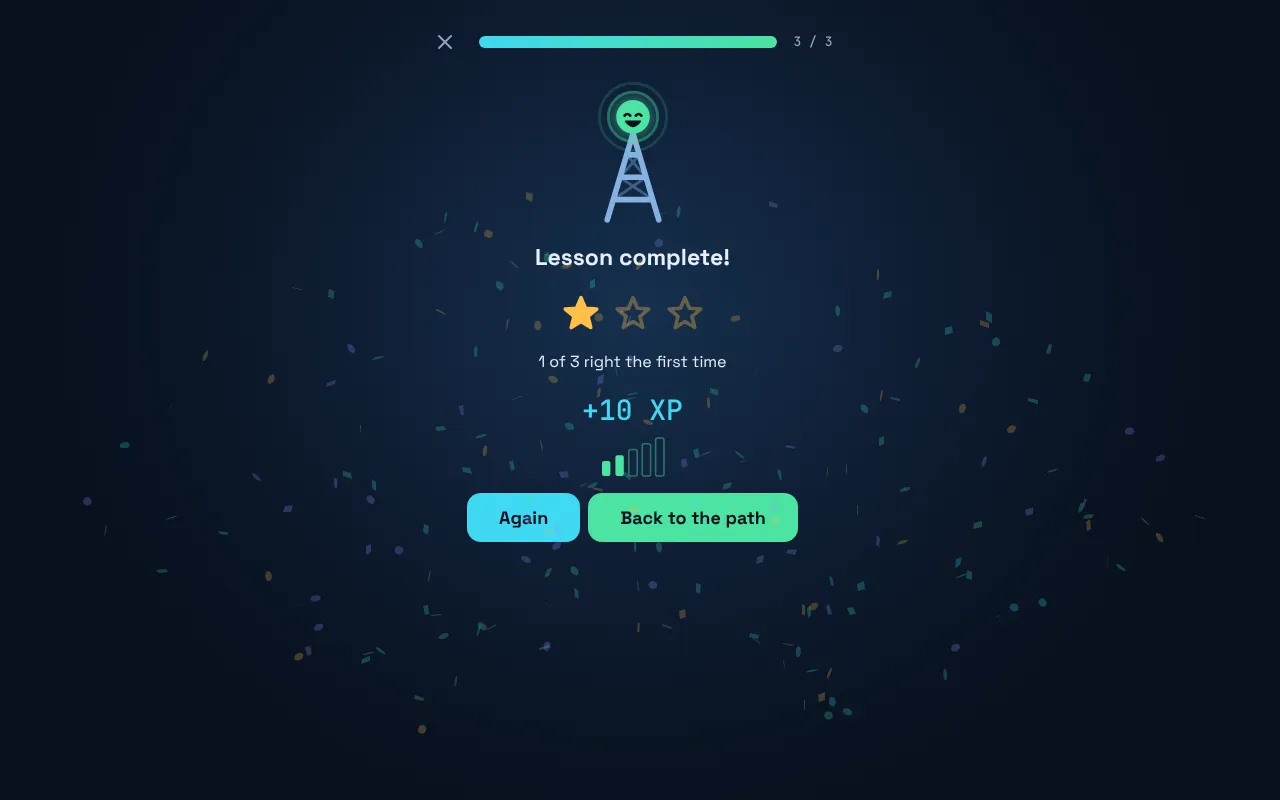 3 / 3
Lesson complete!
1 of 3 right the first time
+10 XP
Again
Back to the path